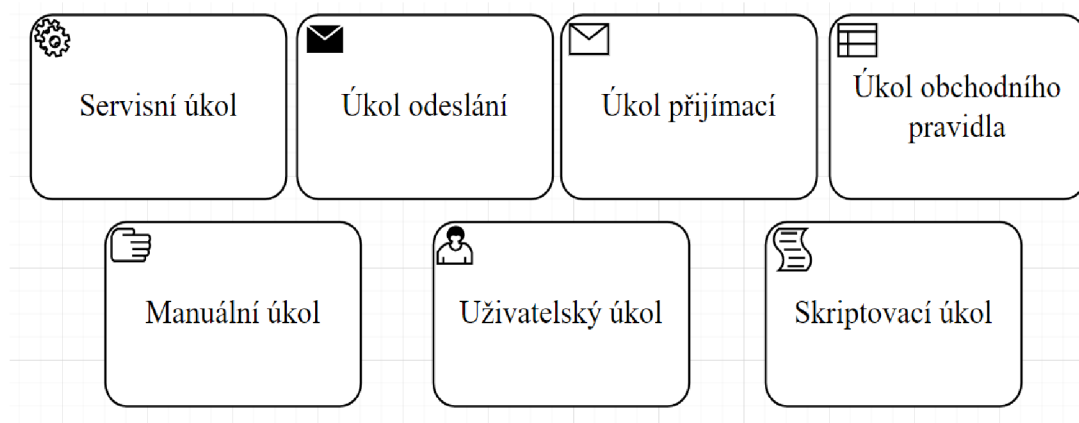 Servisní úkol
Úkol odeslání
Úkol přijímací
Úkol obchodního
pravidla
Manuální úkol
Uživatelský úkol
Skriptovací úkol